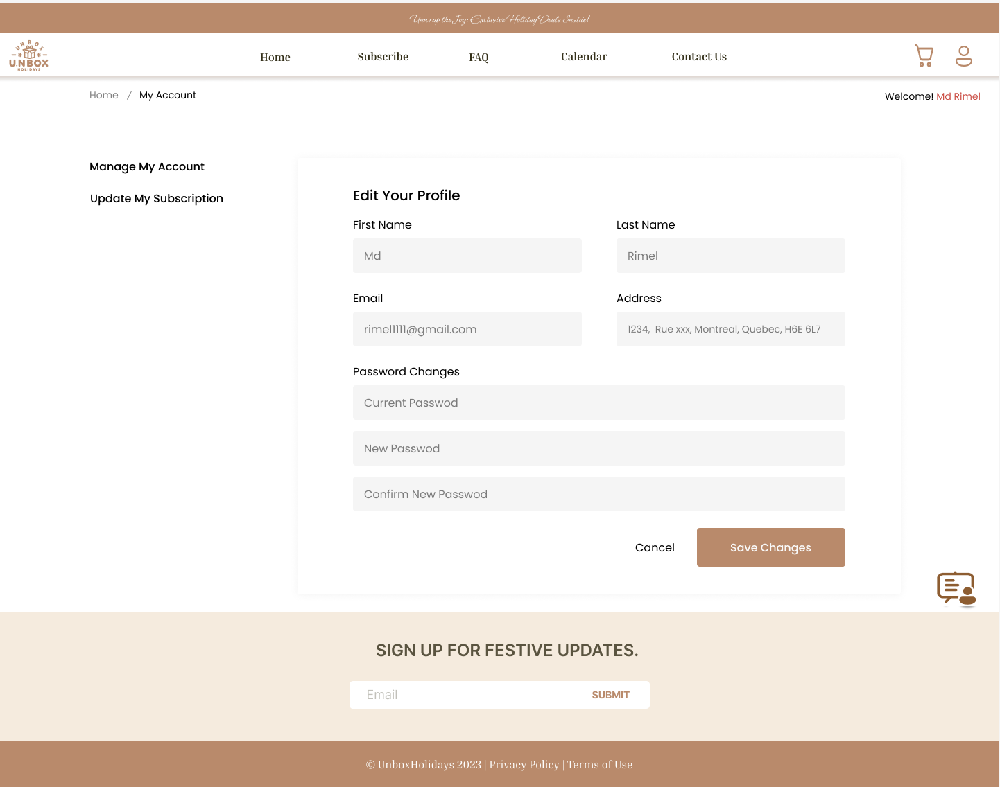 Unwrap the Joy: Exclusive Holiday Deals Inside!
UNBOX
U.NBOX
HOLIDAYS
Home Subscribe FAQ Calendar Contact Us
Home / My Account
Welcome! Md Rimel
Manage My Account
Update My Subscription
Edit Your Profile
First Name Last Name
Md Rimel
Email Address
rimel1111@gmail.com 1234, Rue xxx, Montreal, Quebec, H6E 6L7
Password Changes
Current Passwod
New Passwod
Confirm New Passwod
Cancel Save Changes
SIGN UP FOR FESTIVE UPDATES.
Email SUBMIT
© UnboxHolidays 2023 | Privacy Policy | Terms of Use